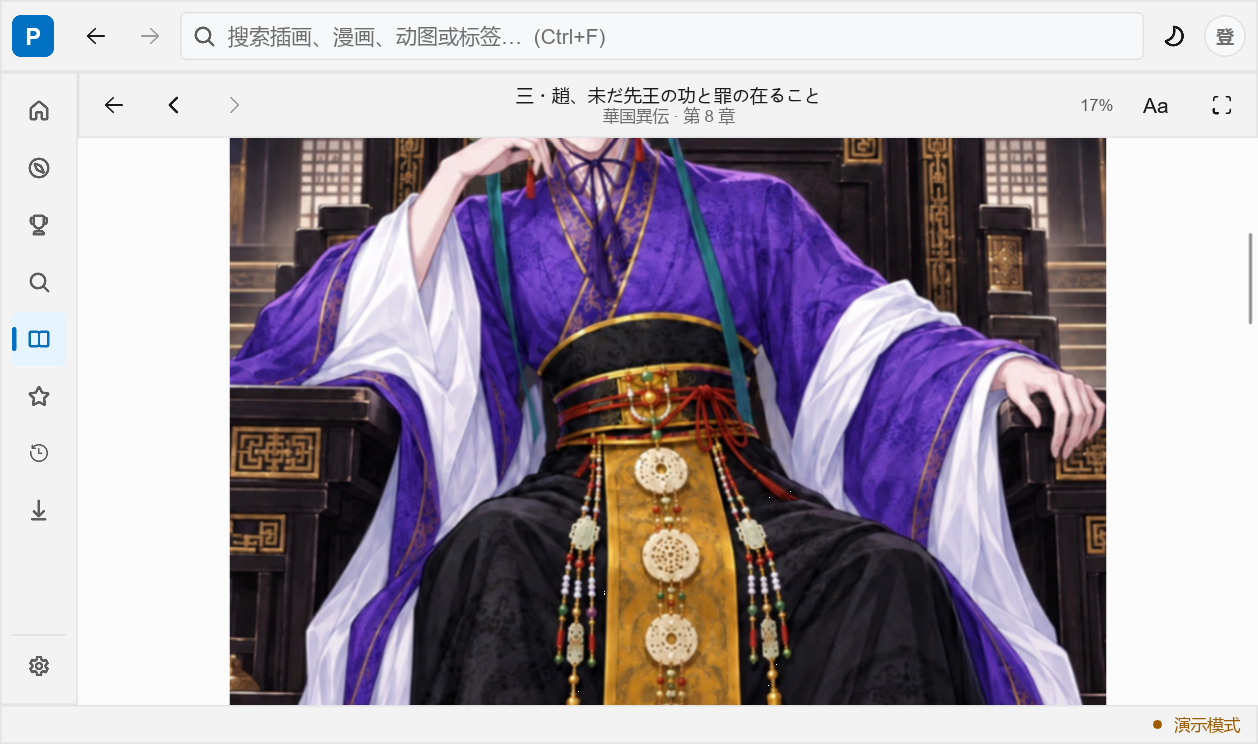 P
搜索插画、漫画、动图或标签… (Ctrl+F)
登
三・趙、未だ先王の功と罪の在ること
華国異伝 · 第 8 章
17%
Aa
演示模式